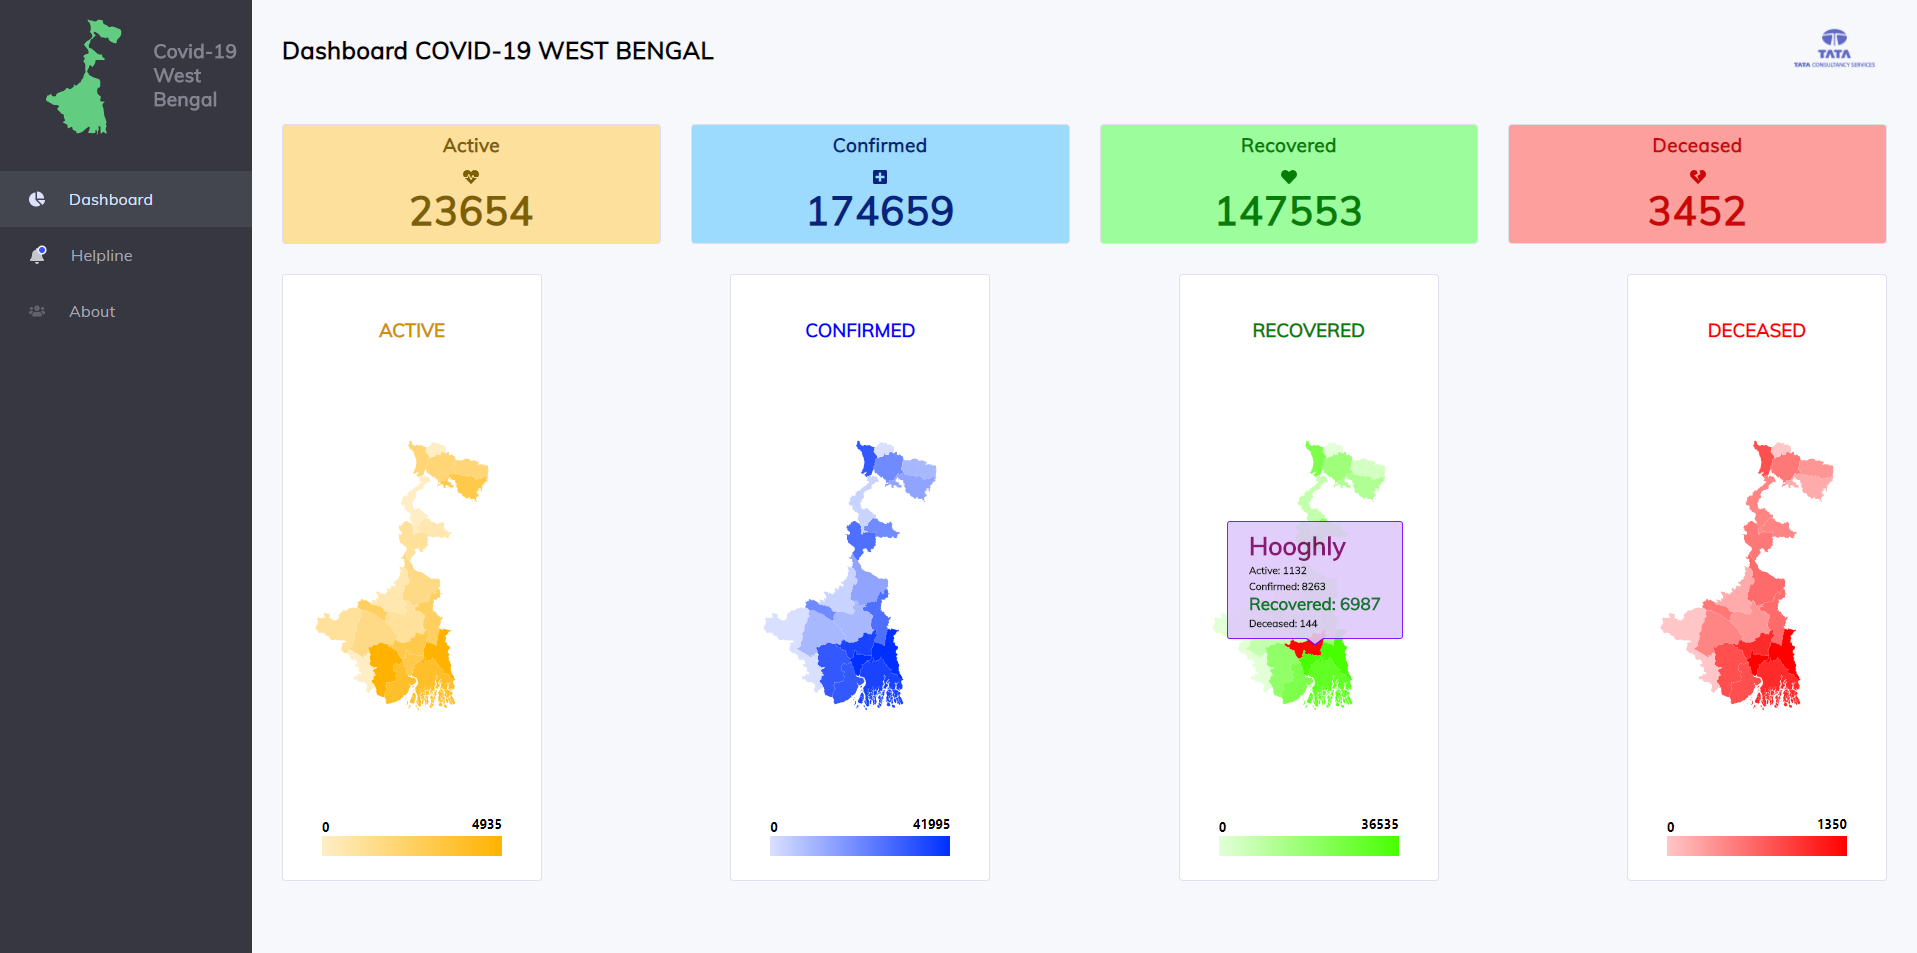 Covid-19
West
Bengal
Dashboard
Helpline
About
Dashboard COVID-19 WEST BENGAL
TATA
TATA CONSULTANCY SERVICES
Active
23654
Confirmed
174659
Recovered
147553
Deceased
3452
ACTIVE
0 4935
CONFIRMED
0 41995
RECOVERED
Hooghly
Active: 1132
Confirmed: 8263
Recovered: 6987
Deceased: 144
0 36535
DECEASED
0 1350